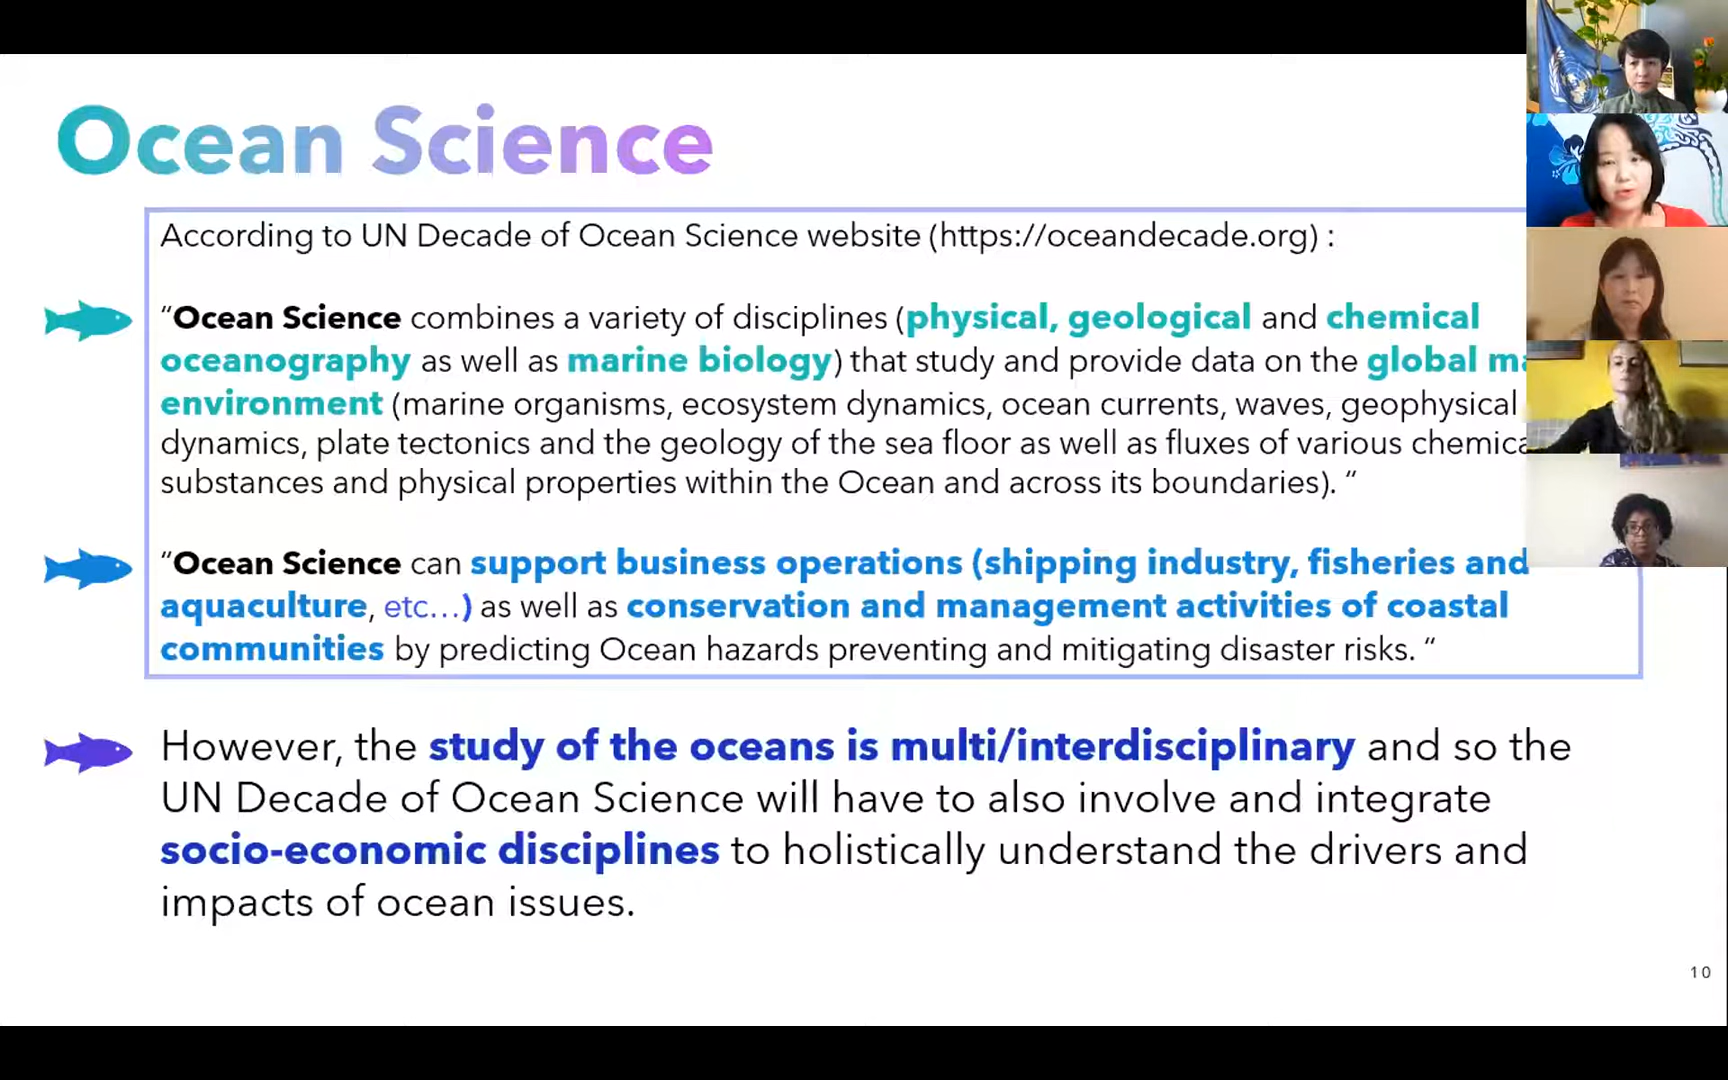 Ocean Science
According to UN Decade of Ocean Science website (https://oceandecade.org) :
“Ocean Science combines a variety of disciplines (physical, geological and chemical
oceanography as well as marine biology) that study and provide data on the global
environment (marine organisms, ecosystem dynamics, ocean currents, waves, geophysical
dynamics, plate tectonics and the geology of the sea floor as well as fluxes of various
substances and physical properties within the Ocean and across its boundaries). “
“Ocean Science can support business operations (shipping industry, fisheries and
aquaculture, etc...) as well as conservation and management activities of coastal
communities by predicting Ocean hazards preventing and mitigating disaster risks. “
However, the study of the oceans is multi/interdisciplinary and so the
UN Decade of Ocean Science will have to also involve and integrate
socio-economic disciplines to holistically understand the drivers and
impacts of ocean issues.
10